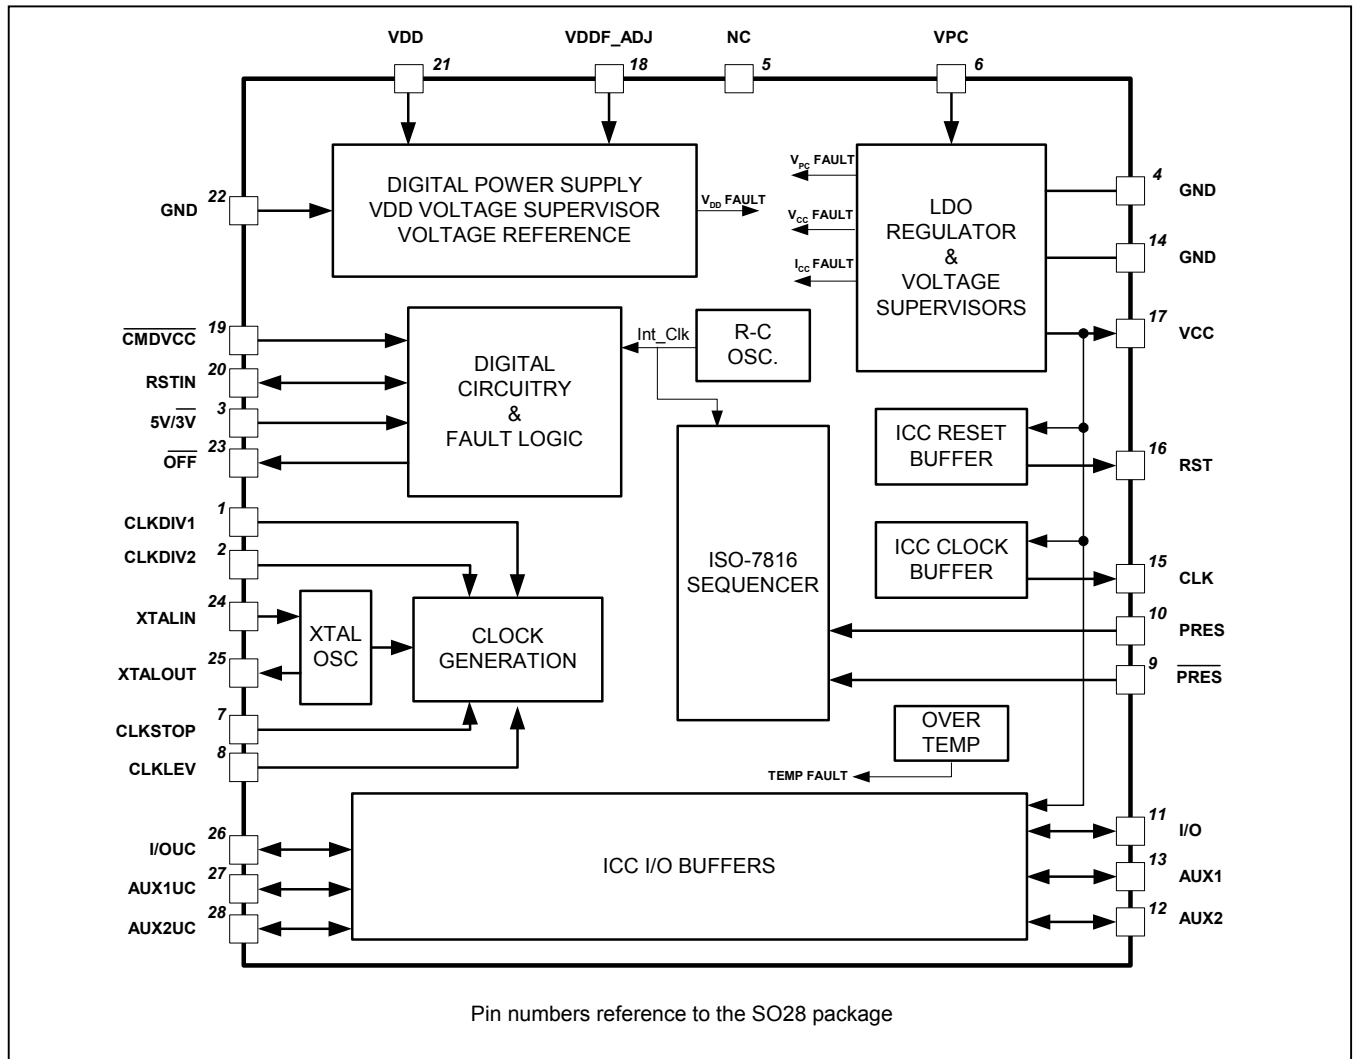 VDD
VDDF_ADJ
NC
VPC
21
18
5
6
DIGITAL POWER SUPPLY
VDD VOLTAGE SUPERVISOR
VOLTAGE REFERENCE
22
GND
VDD FAULT
VPC FAULT
VCC FAULT
ICC FAULT
LDO
REGULATOR
&
VOLTAGE
SUPERVISORS
4
GND
14
GND
17
VCC
19
CMDVCC
20
RSTIN
3
5V/3V
23
OFF
DIGITAL
CIRCUITRY
&
FAULT LOGIC
Int_Clk
R-C
OSC.
ICC RESET
BUFFER
16
RST
ICC CLOCK
BUFFER
15
CLK
ISO-7816
SEQUENCER
10
PRES
9
PRES
1
CLKDIV1
2
CLKDIV2
24
XTALIN
25
XTALOUT
XTAL
OSC
CLOCK
GENERATION
7
CLKSTOP
8
CLKLEV
OVER
TEMP
TEMP FAULT
26
I/OUC
27
AUX1UC
28
AUX2UC
ICC I/O BUFFERS
11
I/O
13
AUX1
12
AUX2
Pin numbers reference to the SO28 package